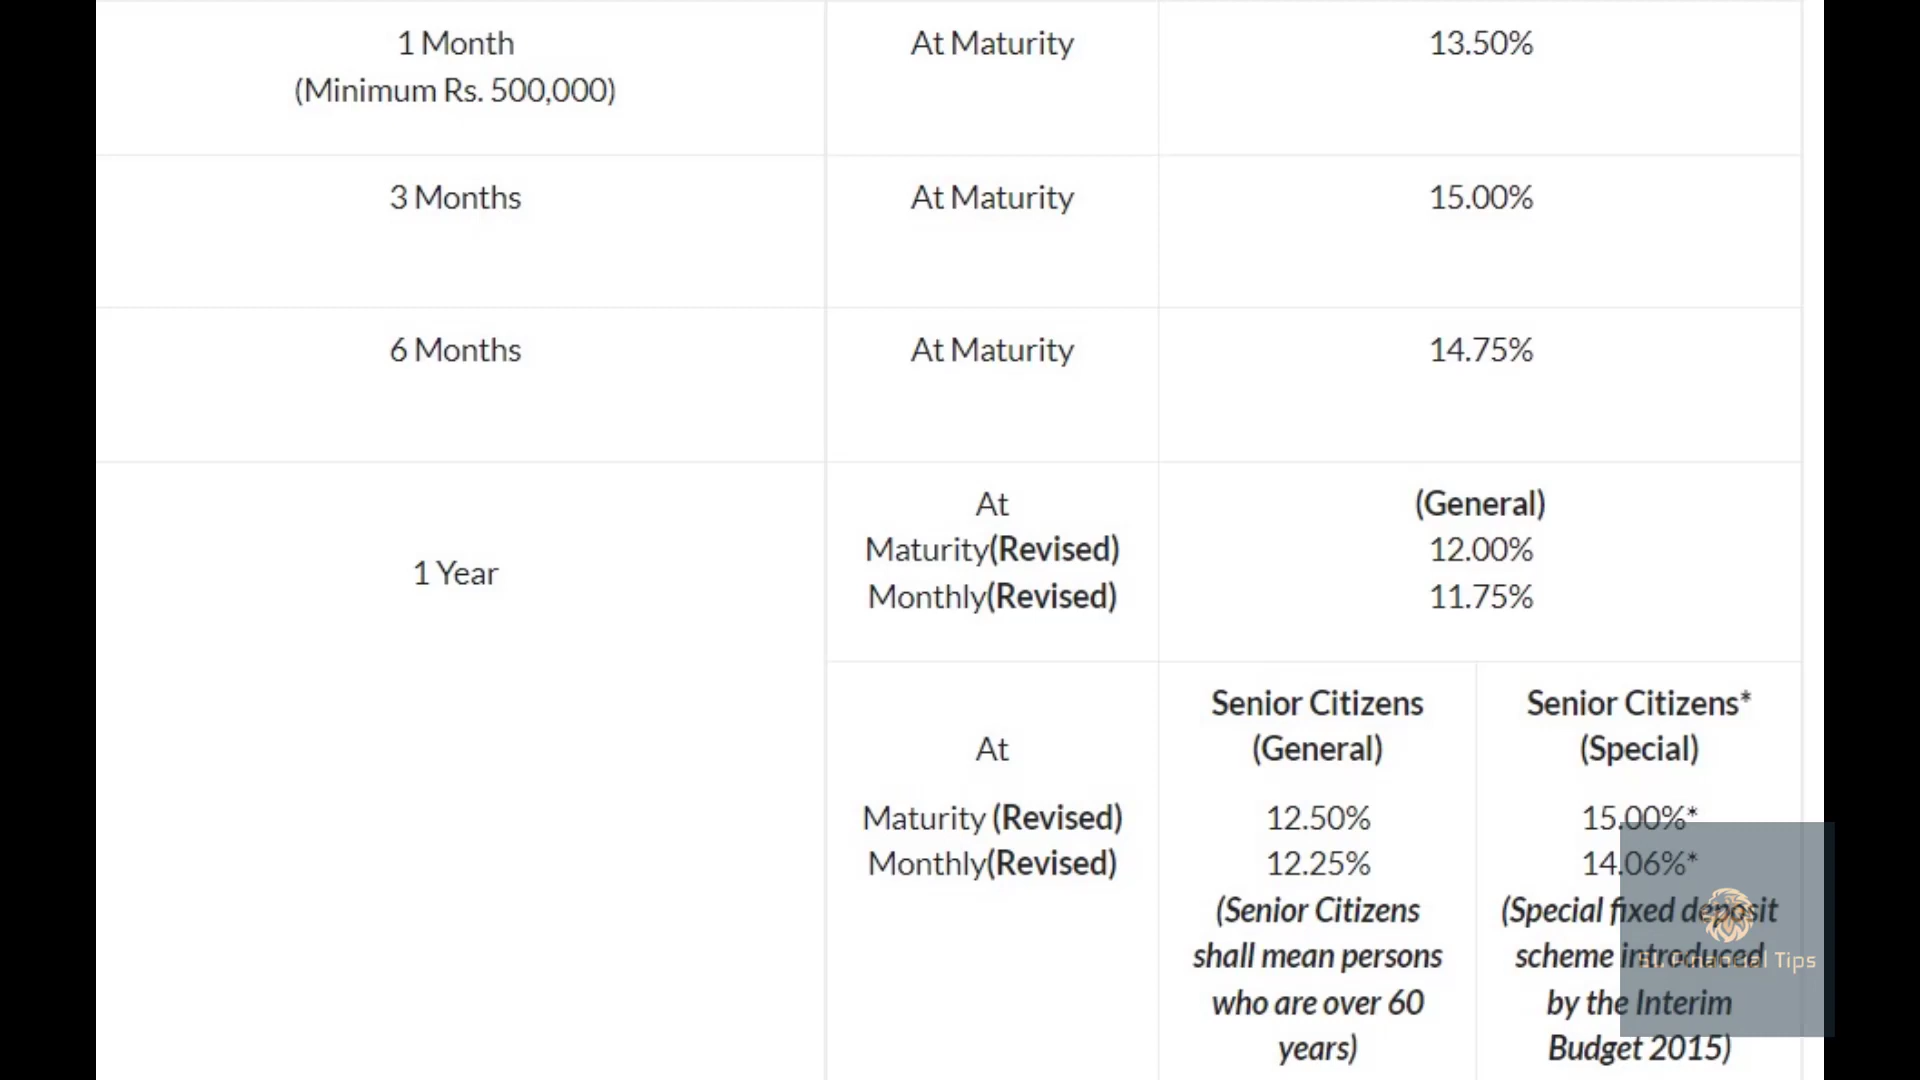 1 Month
(Minimum Rs. 500,000)
At Maturity
13.50%
3 Months
At Maturity
15.00%
6 Months
At Maturity
14.75%
1 Year
At
Maturity(Revised)
Monthly(Revised)
(General)
12.00%
11.75%
At
Maturity (Revised)
Monthly(Revised)
Senior Citizens
(General)
12.50%
12.25%
(Senior Citizens
shall mean persons
who are over 60
years)
Senior Citizens*
(Special)
15.00%*
14.06%*
(Special fixed deposit
scheme introduced
by the Interim
Budget 2015)
SL Financial Tips